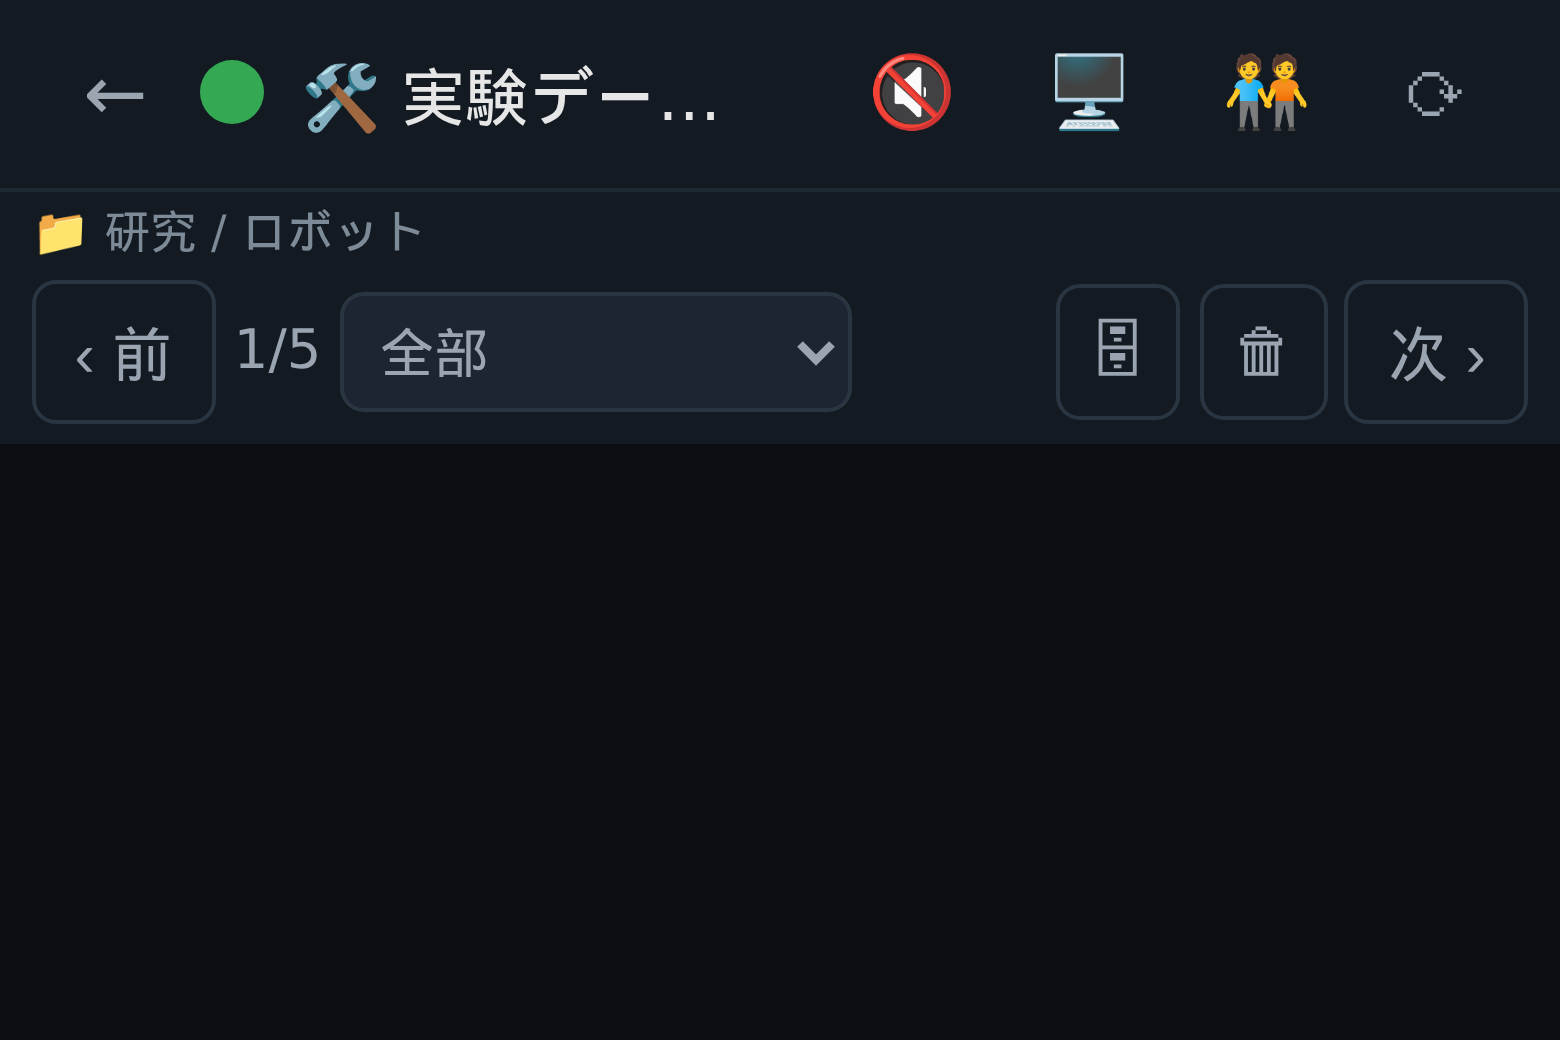 ← 🛠️ 実験デー...
📁 研究 / ロボット
‹ 前 1/5 全部 次 ›